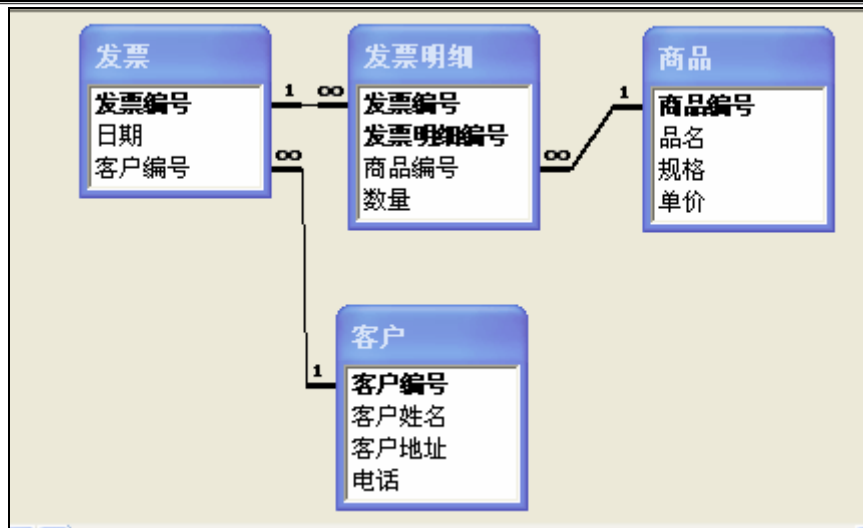 发票
发票编号
日期
客户编号
1 ∞
∞
发票明细
发票编号
发票明细编号
商品编号
数量
∞
1
商品
商品编号
品名
规格
单价
1
客户
客户编号
客户姓名
客户地址
电话